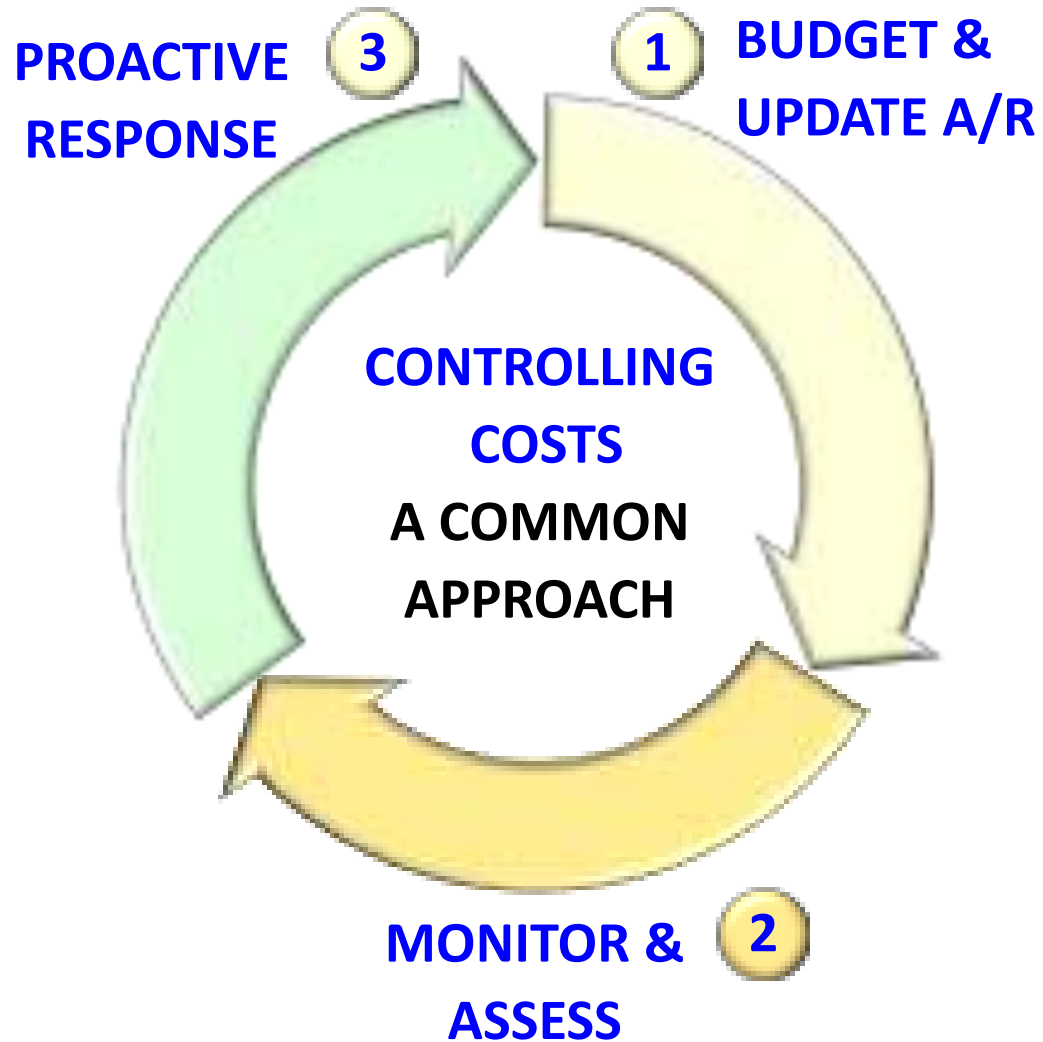 CONTROLLING
COSTS
A COMMON
APPROACH
1
BUDGET &
UPDATE A/R
2
MONITOR &
ASSESS
3
PROACTIVE
RESPONSE